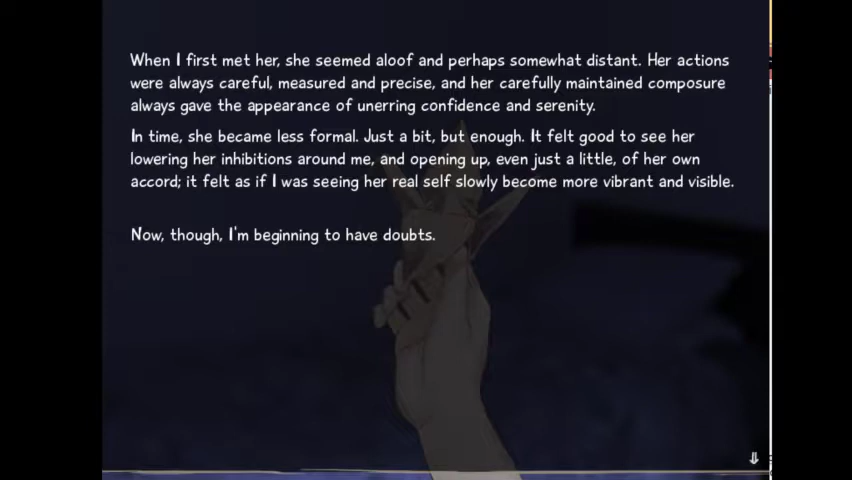 When I first met her, she seemed aloof and perhaps somewhat distant. Her actions
were always careful, measured and precise, and her carefully maintained composure
always gave the appearance of unerring confidence and serenity.
In time, she became less formal. Just a bit, but enough. It felt good to see her
lowering her inhibitions around me, and opening up, even just a little, of her own
accord; it felt as if I was seeing her real self slowly become more vibrant and visible.
Now, though, I'm beginning to have doubts.